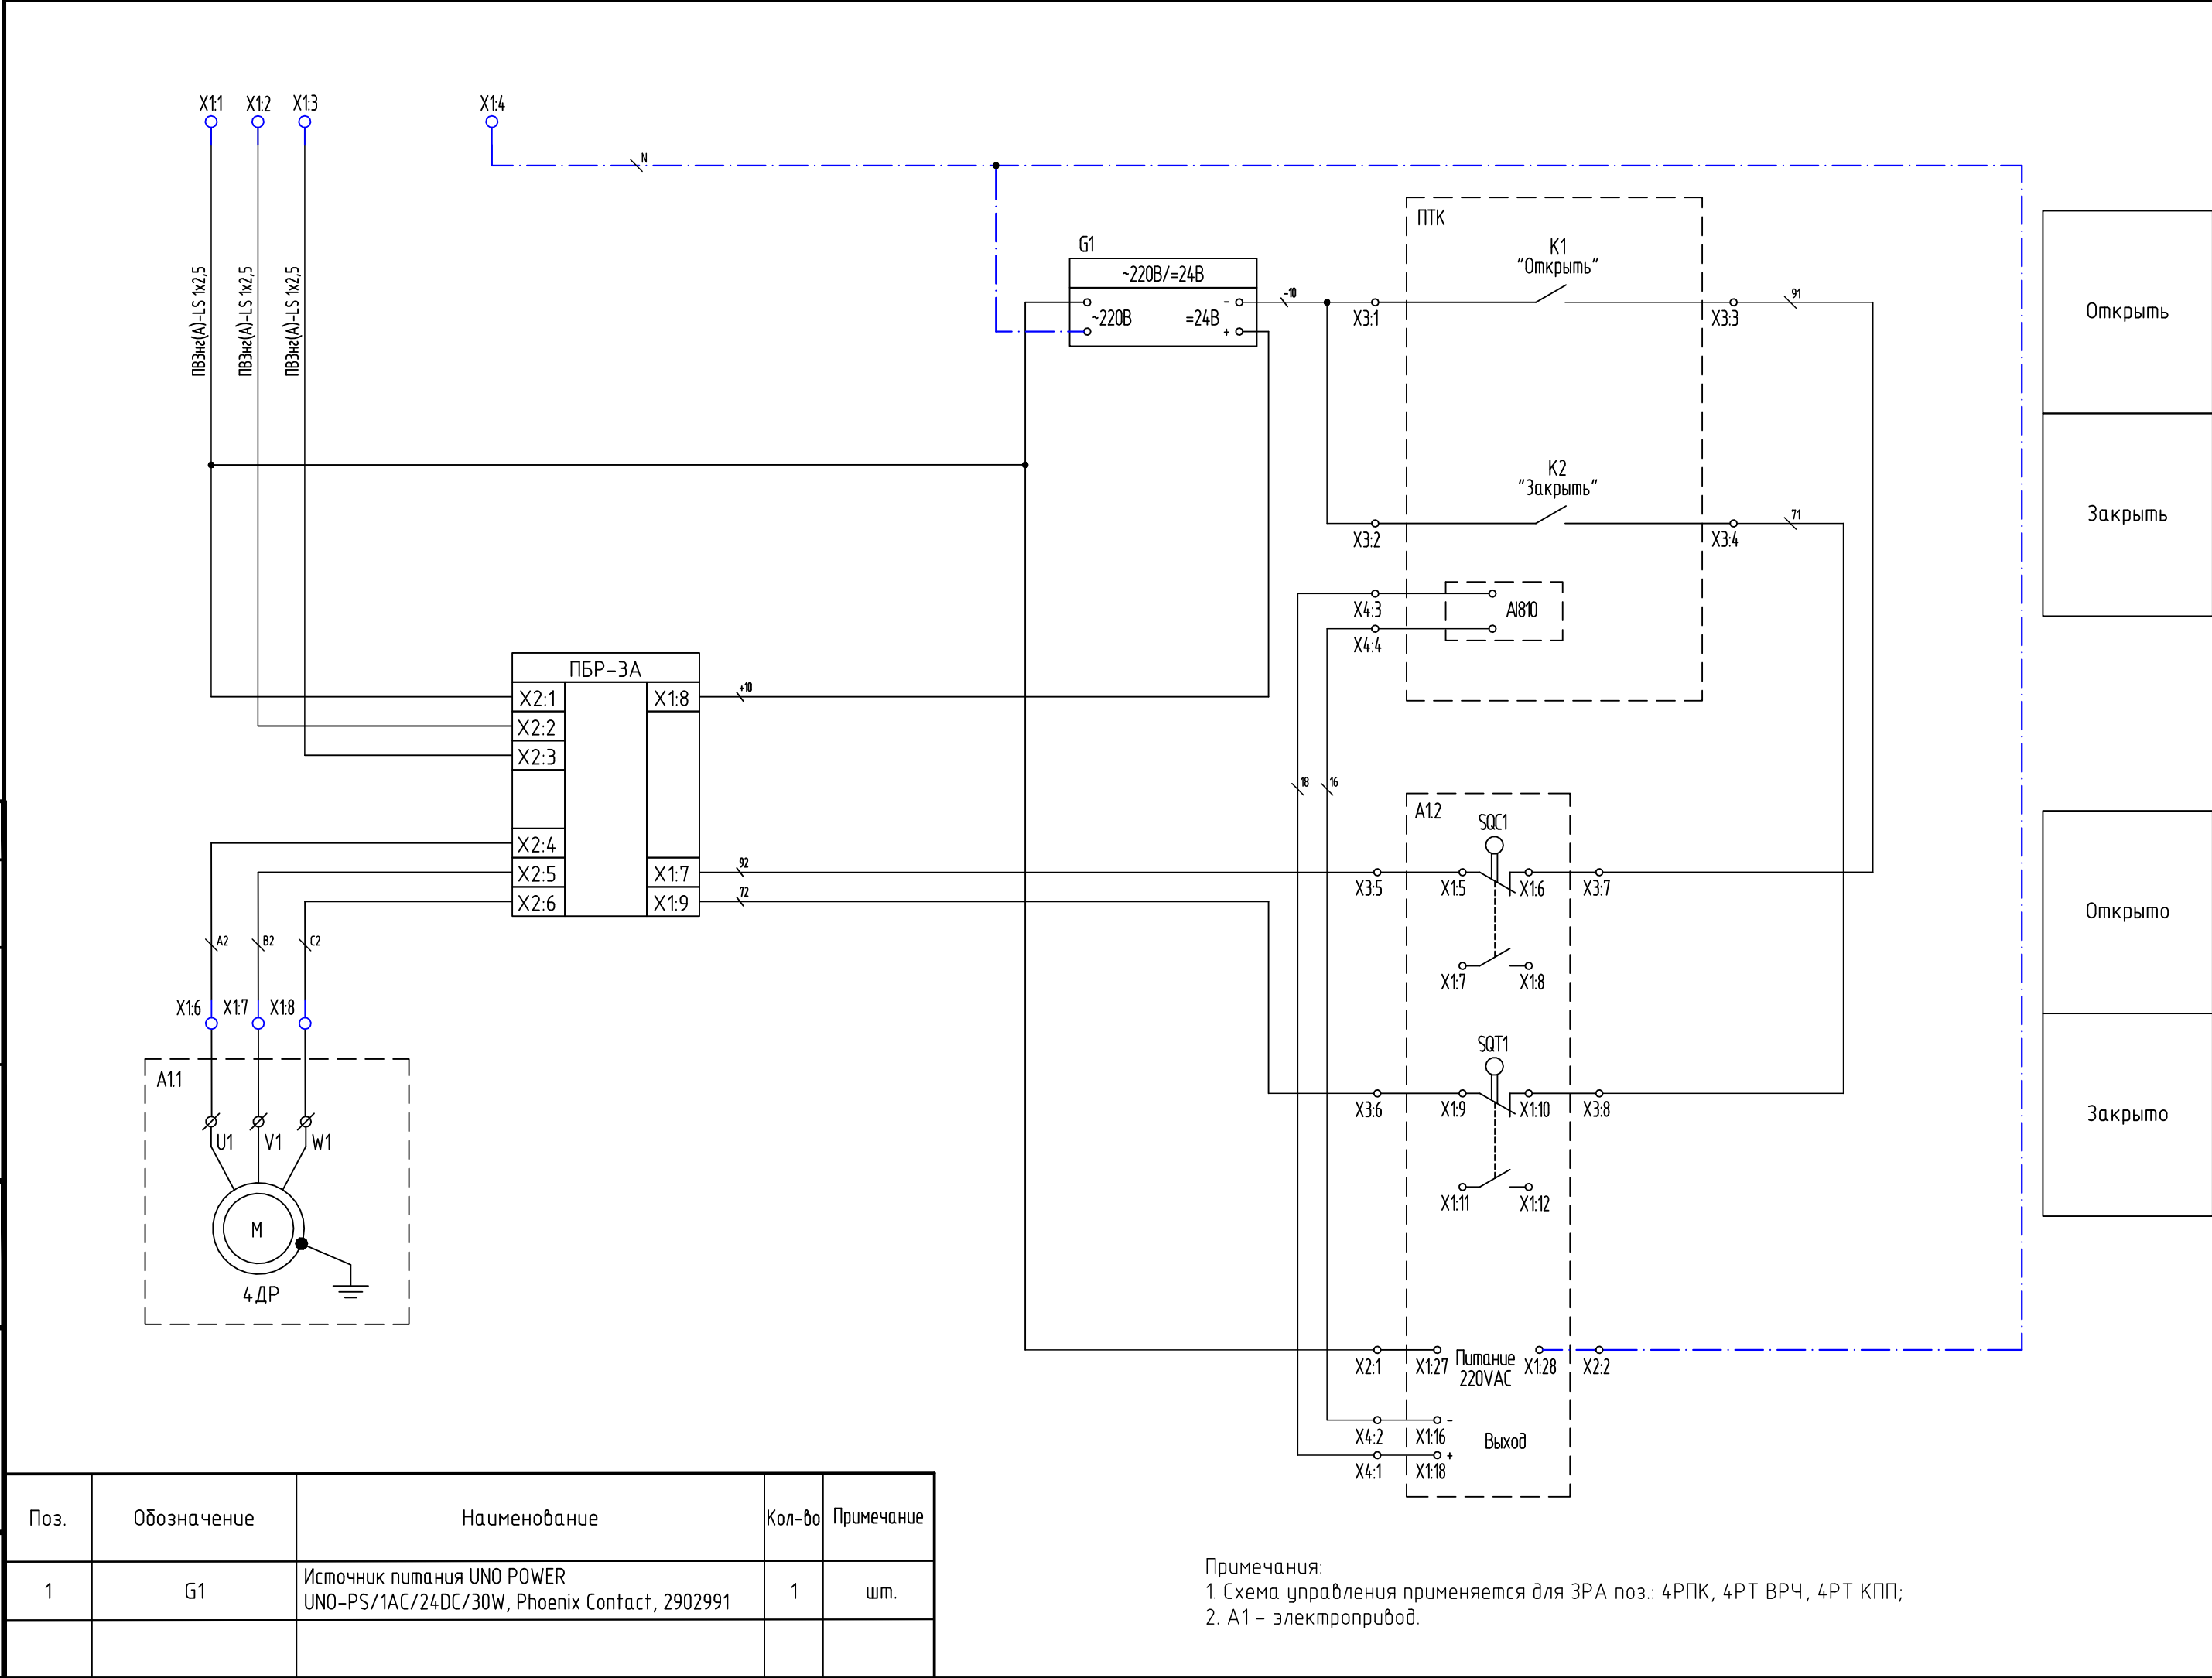 X1:1
X1:2
X1:3
X1:4
N
ПВ3нг(А)-LS 1х2,5
ПВ3нг(А)-LS 1х2,5
ПВ3нг(А)-LS 1х2,5
G1
~220В/=24В
~220В
=24В
-
+
-10
ПТК
К1
"Открыть"
X3:1
X3:3
91
Открыть
К2
"Закрыть"
X3:2
X3:4
71
Закрыть
X4:3
X4:4
AI810
ПБР-3А
X2:1
X2:2
X2:3
X2:4
X2:5
X2:6
X1:8
X1:7
X1:9
+10
92
72
18
16
А1.2
SQC1
X3:5
X1:5
X1:6
X3:7
X1:7
X1:8
Открыто
SQT1
X3:6
X1:9
X1:10
X3:8
X1:11
X1:12
Закрыто
A2
B2
C2
X1:6
X1:7
X1:8
А1.1
U1
V1
W1
М
4ДР
X2:1
X1:27
Питание
220VAC
X1:28
X2:2
X4:2
X1:16
-
Выход
X4:1
X1:18
+
Поз.
Обозначение
Наименование
Кол-во
Примечание
1
G1
Источник питания UNO POWER
UNO-PS/1AC/24DC/30W, Phoenix Contact, 2902991
1
шт.
Примечания:
1. Схема управления применяется для ЗРА поз.: 4РПК, 4РТ ВРЧ, 4РТ КПП;
2. А1 - электропривод.